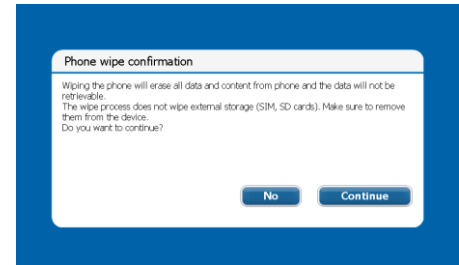 Phone wipe confirmation
Wiping the phone will erase all data and content from phone and the data will not be
retrievable.
The wipe process does not wipe external storage (SIM, SD cards). Make sure to remove
them from the device.
Do you want to continue?
No
Continue